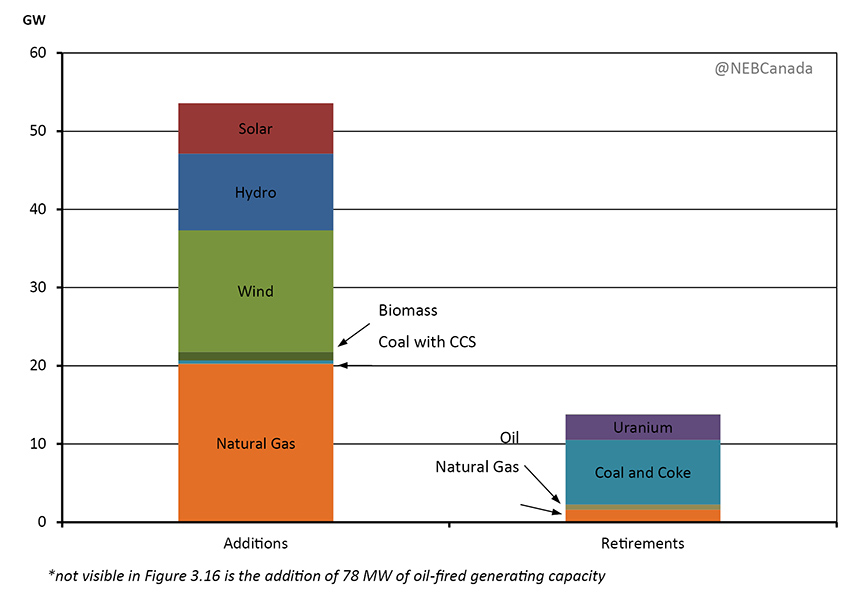 GW
60
@NEBCanada
50
Solar
Hydro
40
30
Wind
Biomass
Coal with CCS
20
Natural Gas
10
Uranium
Oil
Natural Gas
Coal and Coke
0
Additions
Retirements
*not visible in Figure 3.16 is the addition of 78 MW of oil-fired generating capacity